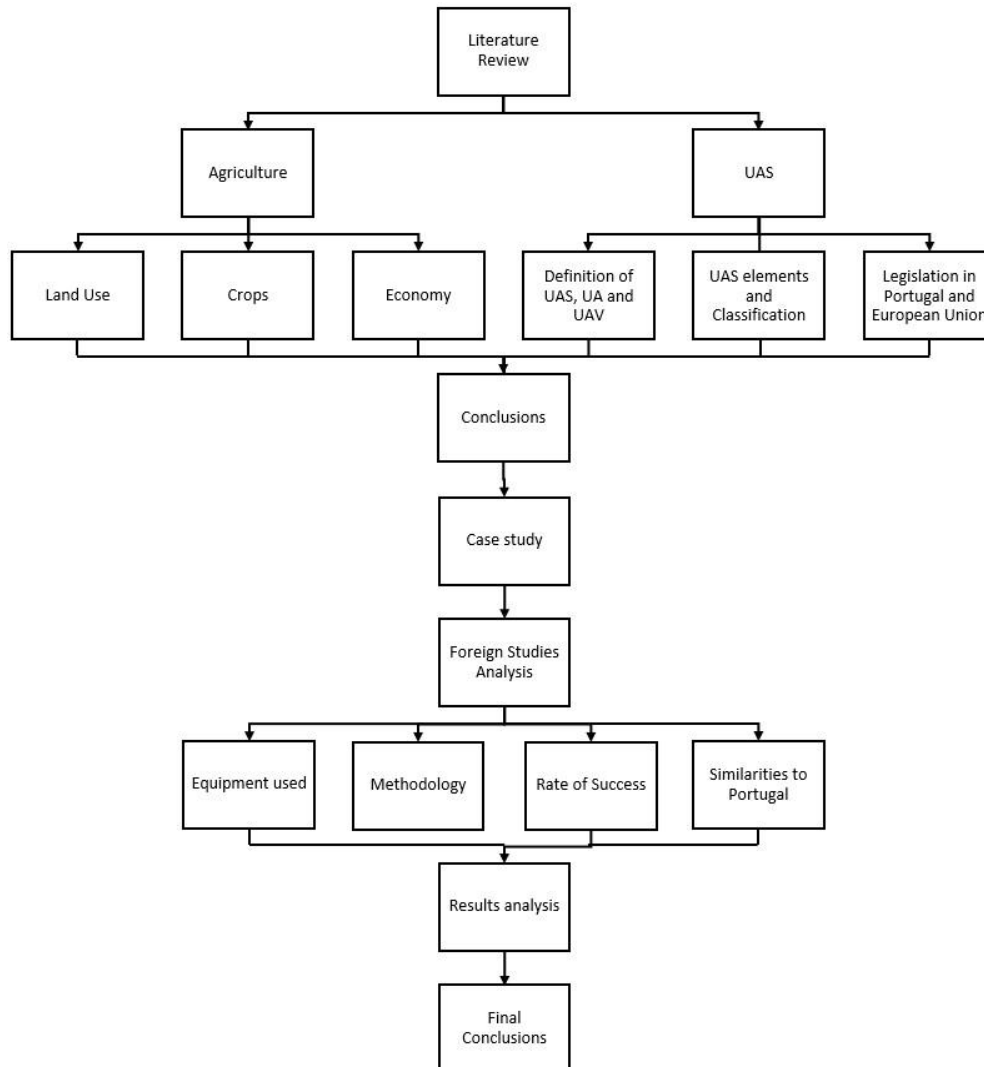 Literature
Review
Agriculture
UAS
Land Use
Crops
Economy
Definition of
UAS, UA and
UAV
UAS elements
and
Classification
Legislation in
Portugal and
European Union
Conclusions
Case study
Foreign Studies
Analysis
Equipment used
Methodology
Rate of Success
Similarities to
Portugal
Results analysis
Final
Conclusions